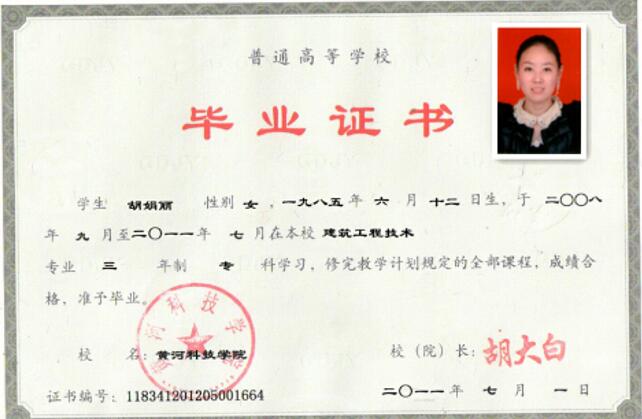 普通高等学校
毕业证书
学生 胡娟丽 性别 女 ，一九八五年 六 月 十二 日生，于 二〇〇八
年 九 月至二〇一一年 七 月在本校 建筑工程技术
专业 三 年制 专 科学习，修完教学计划规定的全部课程，成绩合
格，准予毕业。
黄河科技学院
校 名：黄河科技学院
校（院）长：胡大白
证书编号：118341201205001664
二〇一一年 七 月 一 日